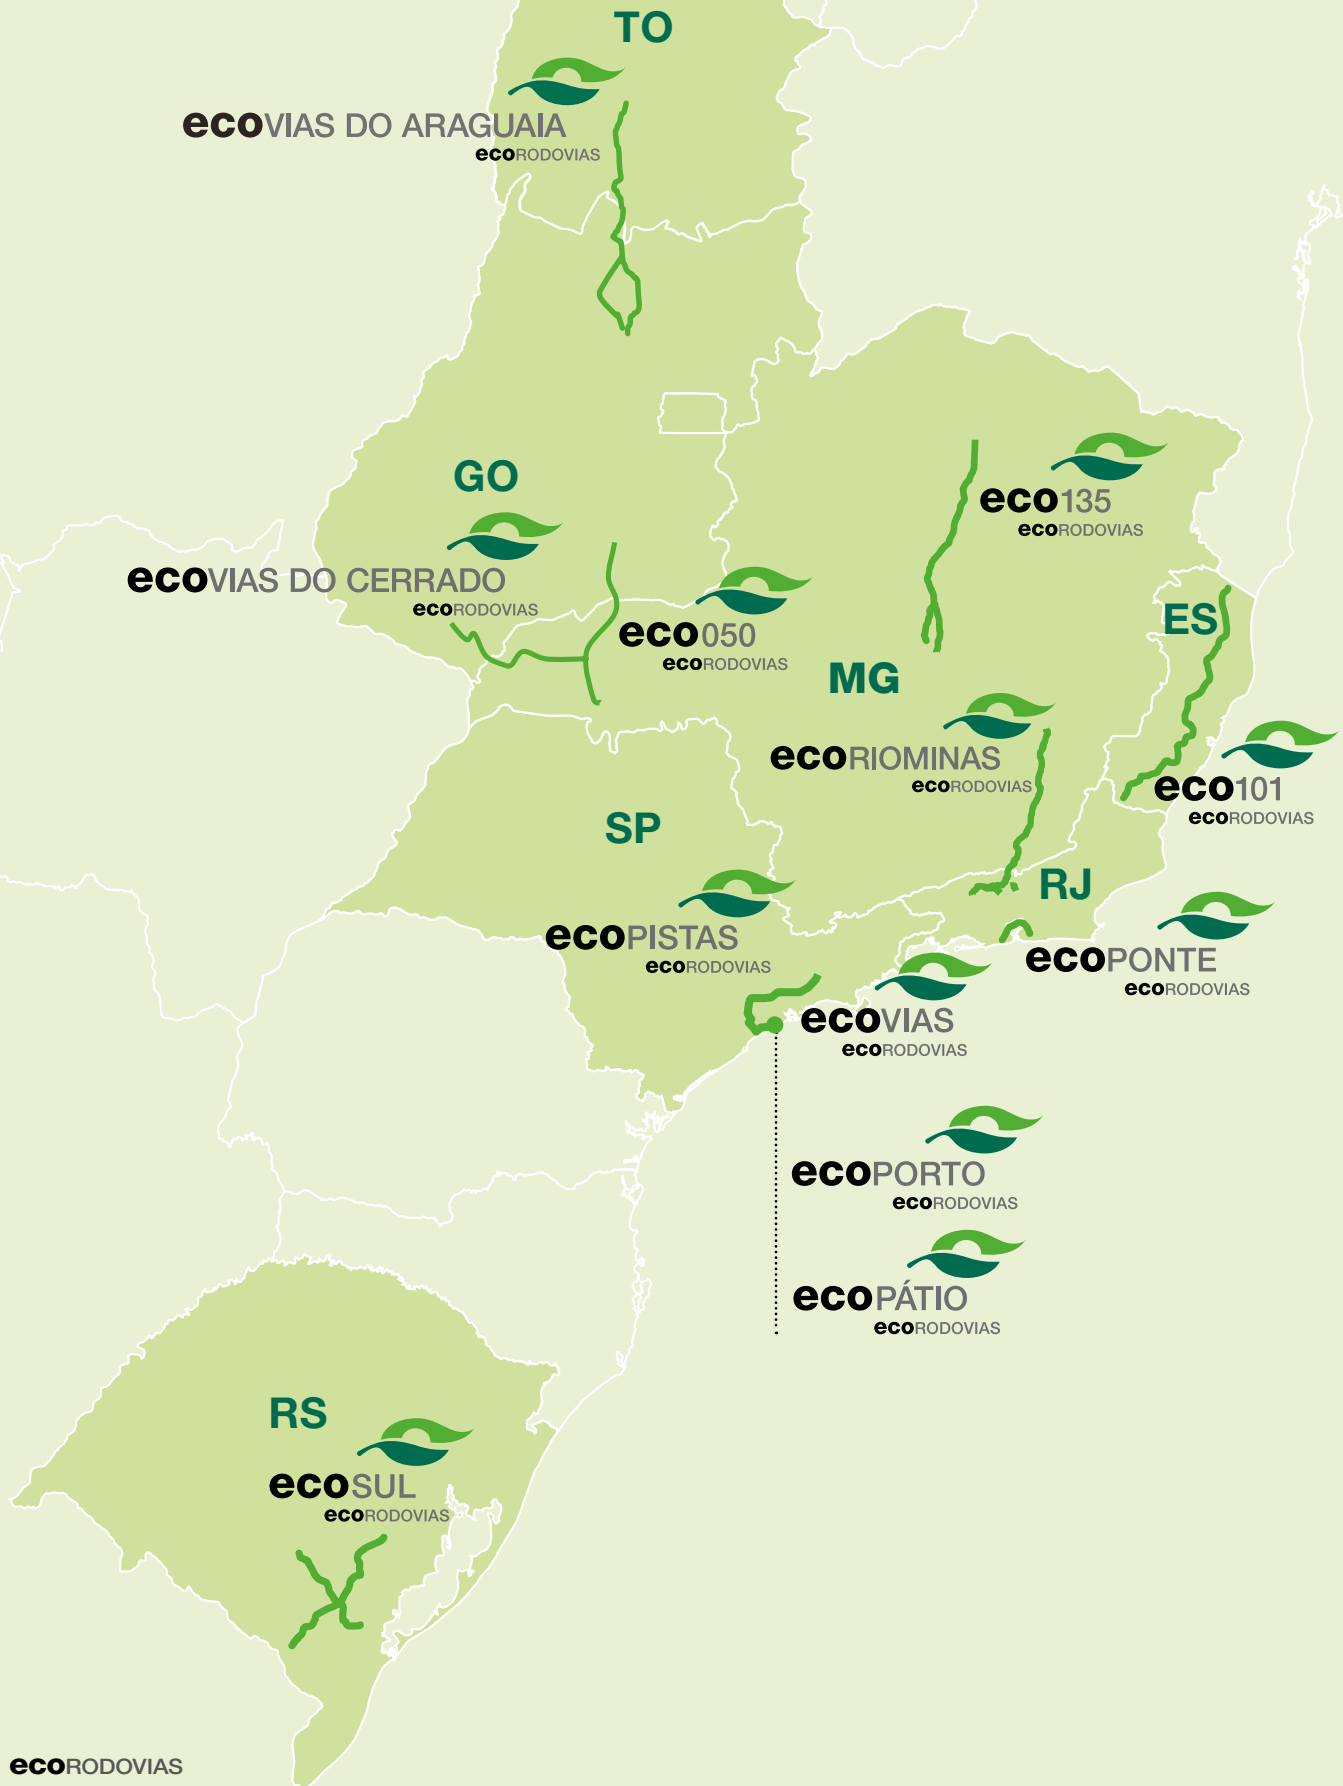 TO
ecoVIAS DO ARAGUAIA
ecoRODOVIAS
GO
ecoVIAS DO CERRADO
ecoRODOVIAS
eco050
ecoRODOVIAS
eco135
ecoRODOVIAS
ES
MG
ecoRIOMINAS
ecoRODOVIAS
eco101
ecoRODOVIAS
SP
RJ
ecoPISTAS
ecoRODOVIAS
ecoPONTE
ecoRODOVIAS
ecoVIAS
ecoRODOVIAS
ecoPORTO
ecoRODOVIAS
ecoPÁTIO
ecoRODOVIAS
RS
ecoSUL
ecoRODOVIAS
ecoRODOVIAS